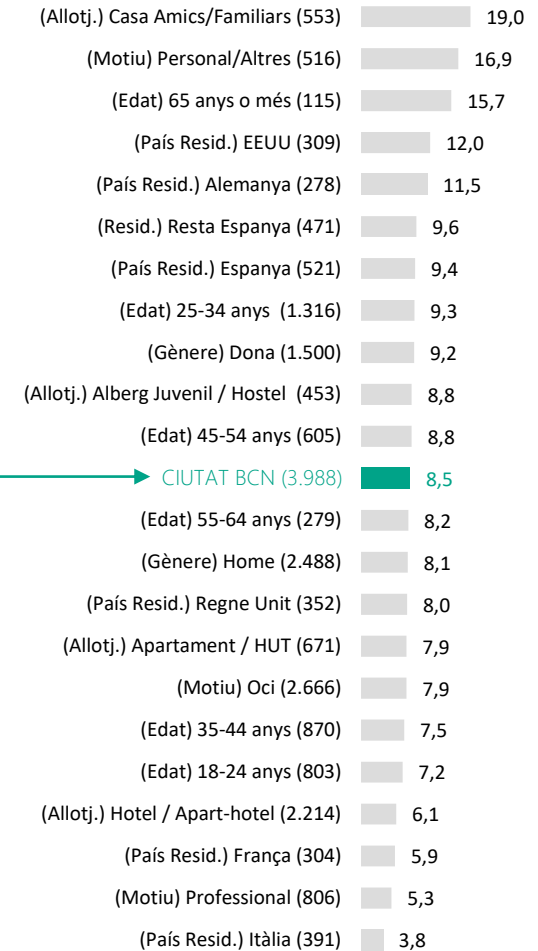 (Allotj.) Casa Amics/Familiars (553) 19,0
(Motiu) Personal/Altres (516) 16,9
(Edat) 65 anys o més (115) 15,7
(País Resid.) EEUU (309) 12,0
(País Resid.) Alemanya (278) 11,5
(Resid.) Resta Espanya (471) 9,6
(País Resid.) Espanya (521) 9,4
(Edat) 25-34 anys (1.316) 9,3
(Gènere) Dona (1.500) 9,2
(Allotj.) Alberg Juvenil / Hostel (453) 8,8
(Edat) 45-54 anys (605) 8,8
CIUTAT BCN (3.988) 8,5
(Edat) 55-64 anys (279) 8,2
(Gènere) Home (2.488) 8,1
(País Resid.) Regne Unit (352) 8,0
(Allotj.) Apartament / HUT (671) 7,9
(Motiu) Oci (2.666) 7,9
(Edat) 35-44 anys (870) 7,5
(Edat) 18-24 anys (803) 7,2
(Allotj.) Hotel / Apart-hotel (2.214) 6,1
(País Resid.) França (304) 5,9
(Motiu) Professional (806) 5,3
(País Resid.) Itàlia (391) 3,8